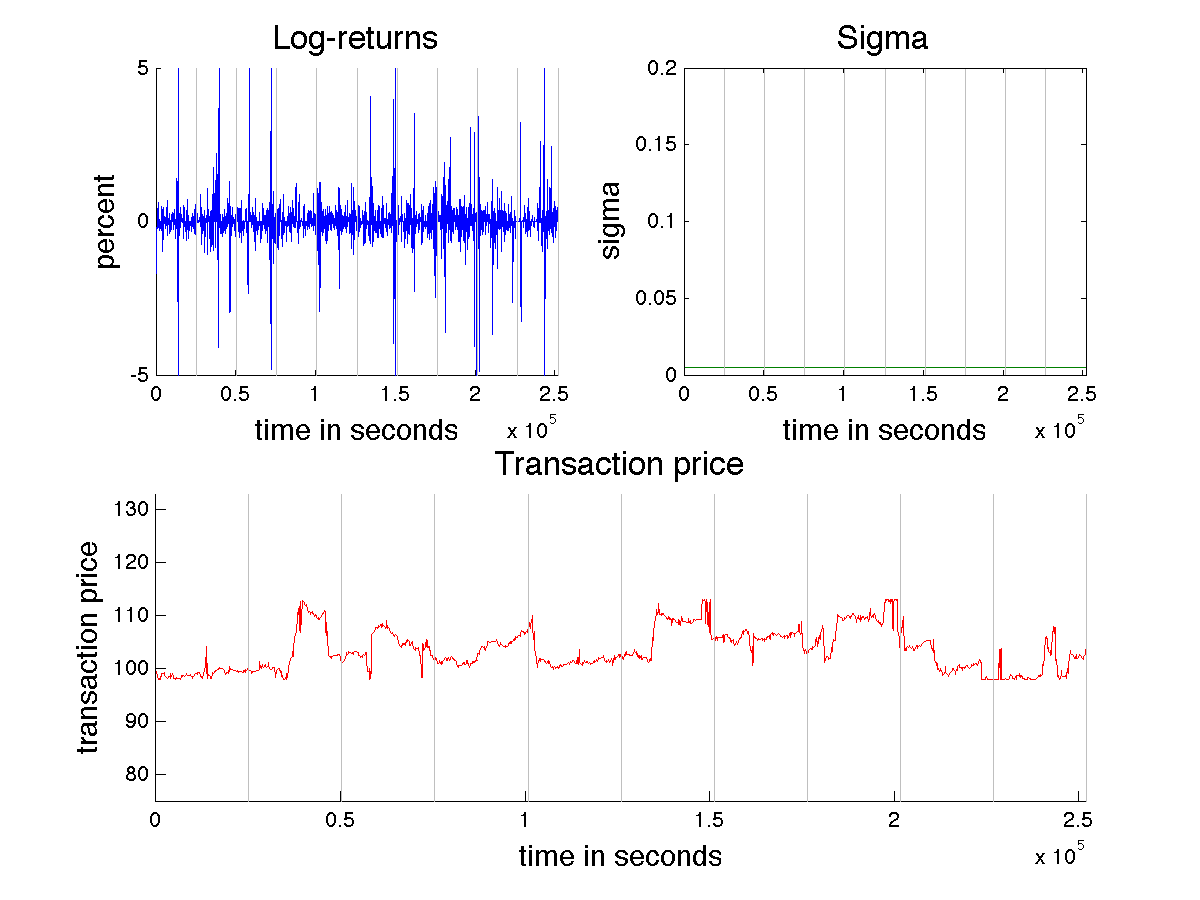 Log-returns
5
0
-5
percent
0 0.5 1 1.5 2 2.5
x 10^5
time in seconds
Sigma
0.2
0.15
0.1
0.05
0
sigma
0 0.5 1 1.5 2 2.5
x 10^5
time in seconds
Transaction price
130
120
110
100
90
80
transaction price
0 0.5 1 1.5 2 2.5
x 10^5
time in seconds